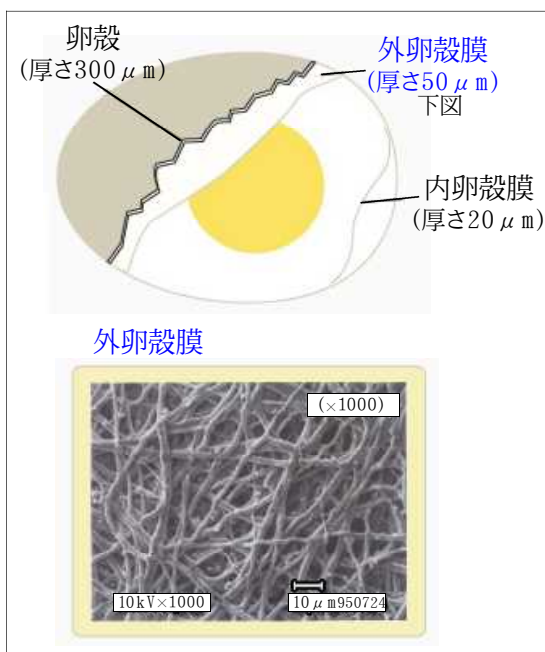 卵殻
(厚さ300μm)
外卵殻膜
(厚さ50μm)
下図
内卵殻膜
(厚さ20μm)
外卵殻膜
(×1000)
10kV×1000
10μm950724